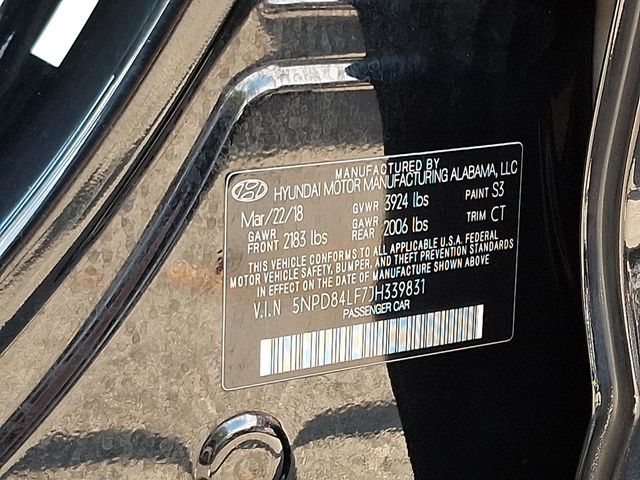 MANUFACTURED BY
HYUNDAI MOTOR MANUFACTURING ALABAMA, LLC
Mar/22/18 GVWR 3924 lbs PAINT S3
GAWR FRONT 2183 lbs GAWR REAR 2006 lbs TRIM CT
THIS VEHICLE CONFORMS TO ALL APPLICABLE U.S.A. FEDERAL
MOTOR VEHICLE SAFETY, BUMPER, AND THEFT PREVENTION STANDARDS
IN EFFECT ON THE DATE OF MANUFACTURE SHOWN ABOVE
V.I.N 5NPD84LF7JH339831
PASSENGER CAR